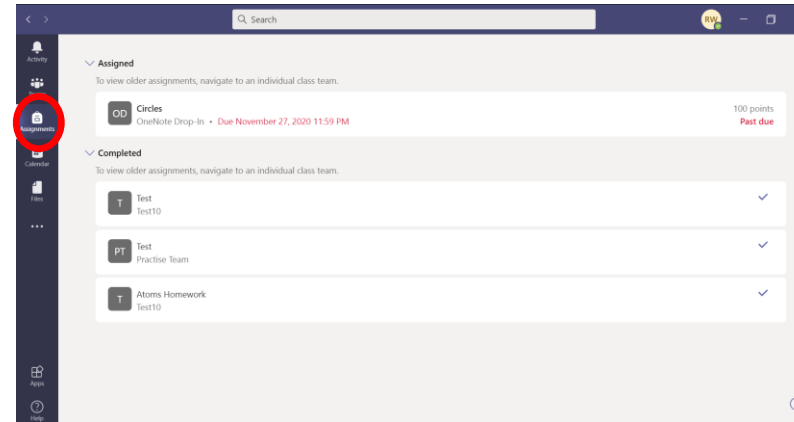 Search
RW
Activity
Assignments
Calendar
Files
Apps
Help
Assigned
To view older assignments, navigate to an individual class team.
OD
Circles
OneNote Drop-In • Due November 27, 2020 11:59 PM
100 points
Past due
Completed
To view older assignments, navigate to an individual class team.
T
Test
Test10
PT
Test
Practise Team
T
Atoms Homework
Test10